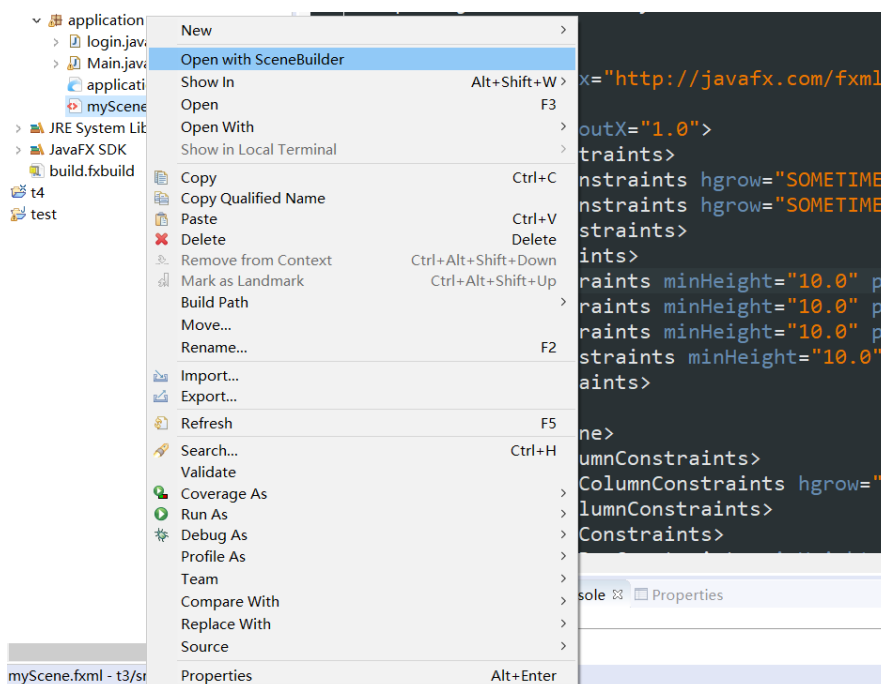 application
login.jav
Main.java
applicati
myScene
JRE System Lib
JavaFX SDK
build.fxbuild
t4
test
New
Open with SceneBuilder
Show In Alt+Shift+W
Open F3
Open With
Show in Local Terminal
Copy Ctrl+C
Copy Qualified Name
Paste Ctrl+V
Delete Delete
Remove from Context Ctrl+Alt+Shift+Down
Mark as Landmark Ctrl+Alt+Shift+Up
Build Path
Move...
Rename... F2
Import...
Export...
Refresh F5
Search... Ctrl+H
Validate
Coverage As
Run As
Debug As
Profile As
Team
Compare With
Replace With
Source
Properties Alt+Enter
x="http://javafx.com/fxml
outX="1.0">
traints>
nstraints hgrow="SOMETIME
nstraints hgrow="SOMETIME
straints>
ints>
raints minHeight="10.0" p
raints minHeight="10.0" p
raints minHeight="10.0" p
straints minHeight="10.0"
aints>
ne>
umnConstraints>
ColumnConstraints hgrow="
lumnConstraints>
Constraints>
sole Properties
myScene.fxml - t3/sr